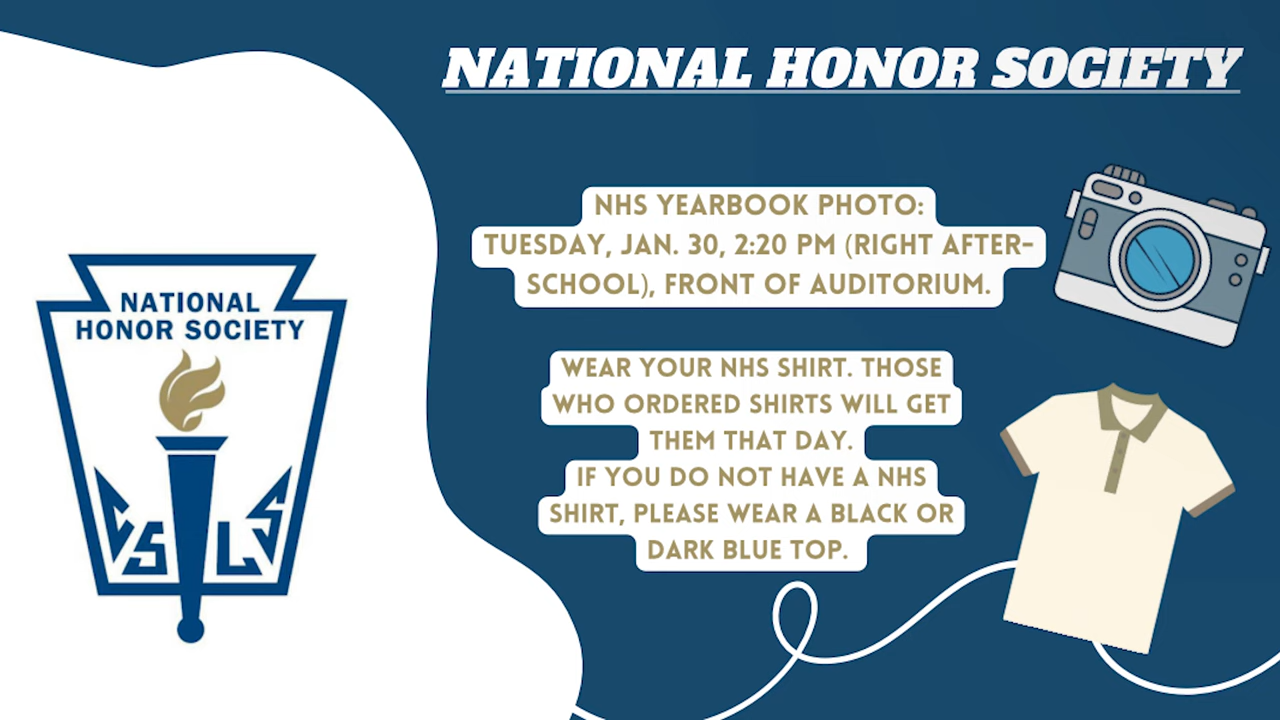 NATIONAL HONOR SOCIETY
NHS YEARBOOK PHOTO:
TUESDAY, JAN. 30, 2:20 PM (RIGHT AFTER-
SCHOOL), FRONT OF AUDITORIUM.
WEAR YOUR NHS SHIRT. THOSE
WHO ORDERED SHIRTS WILL GET
THEM THAT DAY.
IF YOU DO NOT HAVE A NHS
SHIRT, PLEASE WEAR A BLACK OR
DARK BLUE TOP.
NATIONAL
HONOR SOCIETY
C S L S